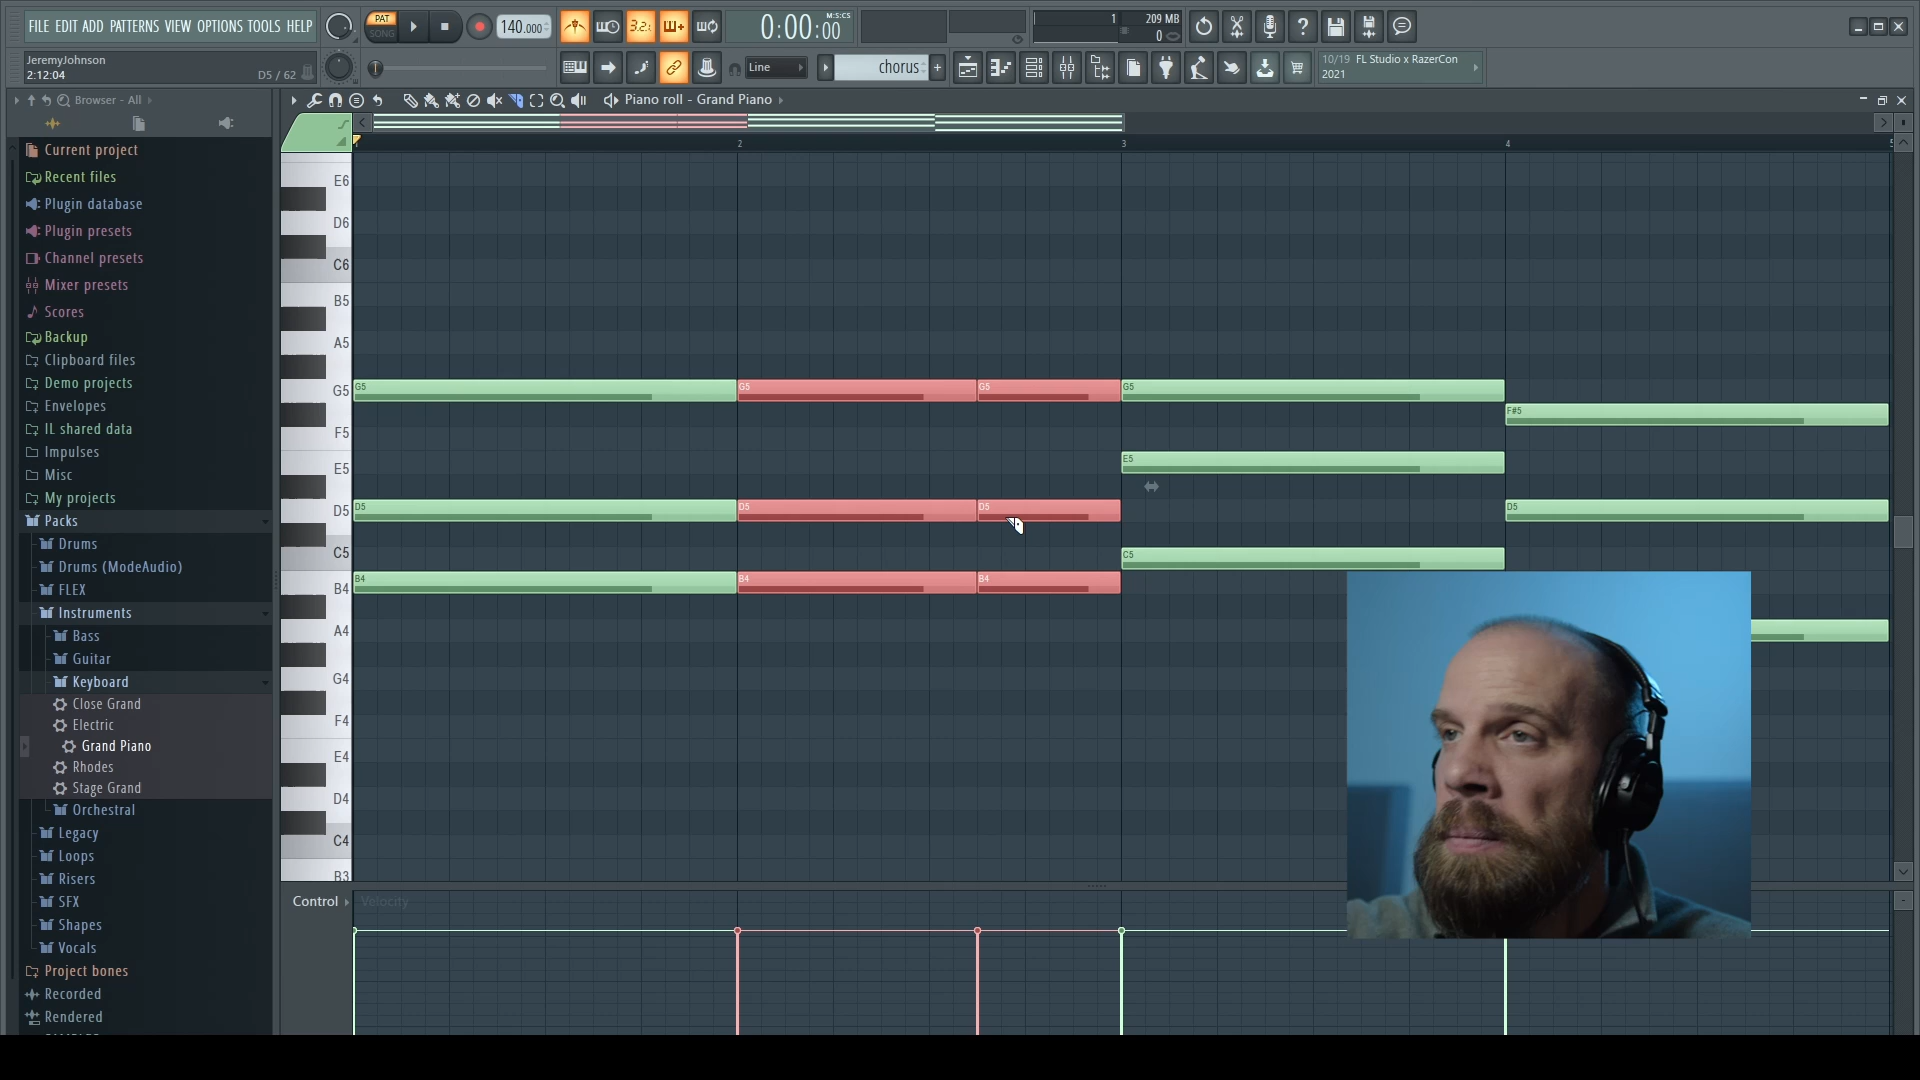 FILE EDIT ADD PATTERNS VIEW OPTIONS TOOLS HELP
PAT
SONG
140.000
3.2.:
0:00:00
M:S:CS
1
209 MB
0
JeremyJohnson
2:12:04
D5 / 62
Line
chorus
10/19 FL Studio x RazerCon
2021
Browser - All
Piano roll - Grand Piano
Current project
Recent files
Plugin database
Plugin presets
Channel presets
Mixer presets
Scores
Backup
Clipboard files
Demo projects
Envelopes
IL shared data
Impulses
Misc
My projects
Packs
Drums
Drums (ModeAudio)
FLEX
Instruments
Bass
Guitar
Keyboard
Close Grand
Electric
Grand Piano
Rhodes
Stage Grand
Orchestral
Legacy
Loops
Risers
SFX
Shapes
Vocals
Project bones
Recorded
Rendered
2
3
4
5
E6
D6
C6
B5
A5
G5
F5
E5
D5
C5
B4
A4
G4
F4
E4
D4
C4
B3
G5
G5
G5
G5
F#5
E5
D5
D5
D5
D5
C5
B4
B4
B4
Control
Velocity